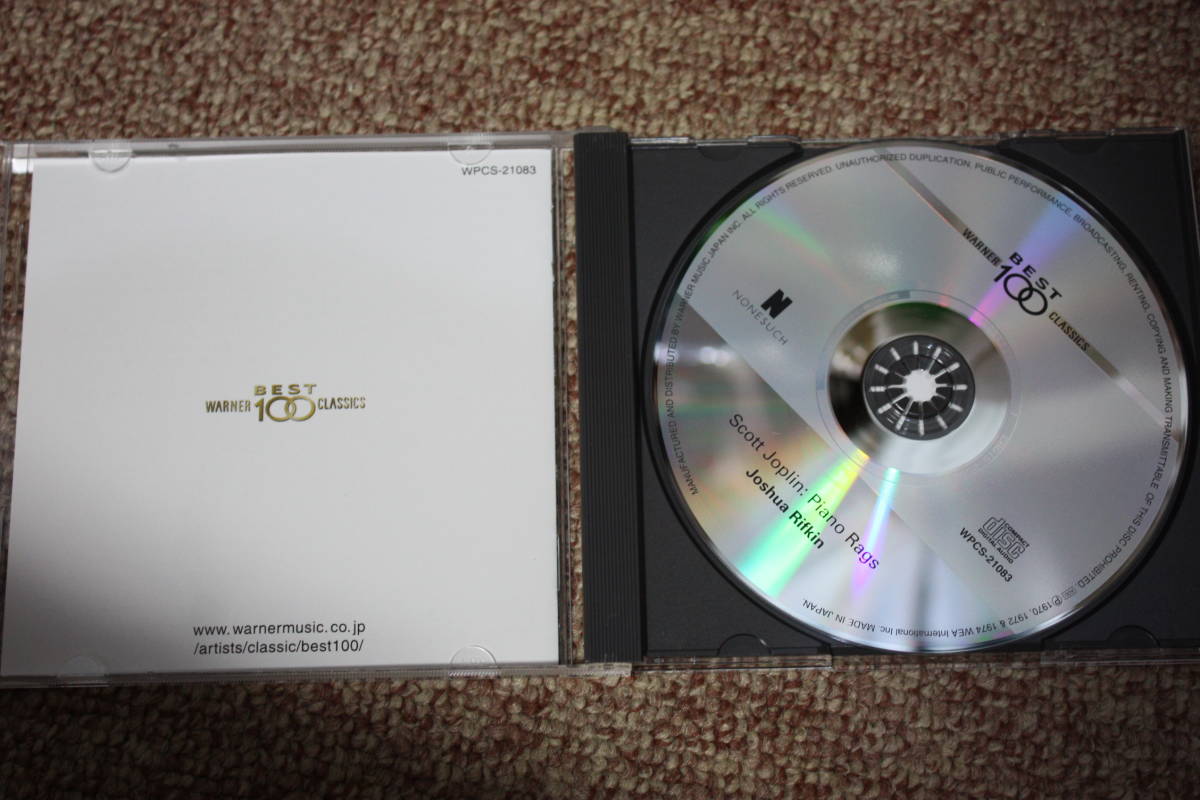 WPCS-21083
BEST
WARNER 100 CLASSICS
www.warnermusic.co.jp
/artists/classic/best100/
MANUFACTURED AND DISTRIBUTED BY WARNER MUSIC JAPAN INC. ALL RIGHTS RESERVED. UNAUTHORIZED DUPLICATION, PUBLIC PERFORMANCE, BROADCASTING, RENTING, COPYING AND MAKING TRANSMITTABLE OF THIS DISC PROHIBITED.
℗1970, 1972 & 1974 WEA International Inc. MADE IN JAPAN.
BEST
WARNER 100 CLASSICS
N
NONESUCH
Scott Joplin: Piano Rags
Joshua Rifkin
COMPACT
disc
DIGITAL AUDIO
WPCS-21083